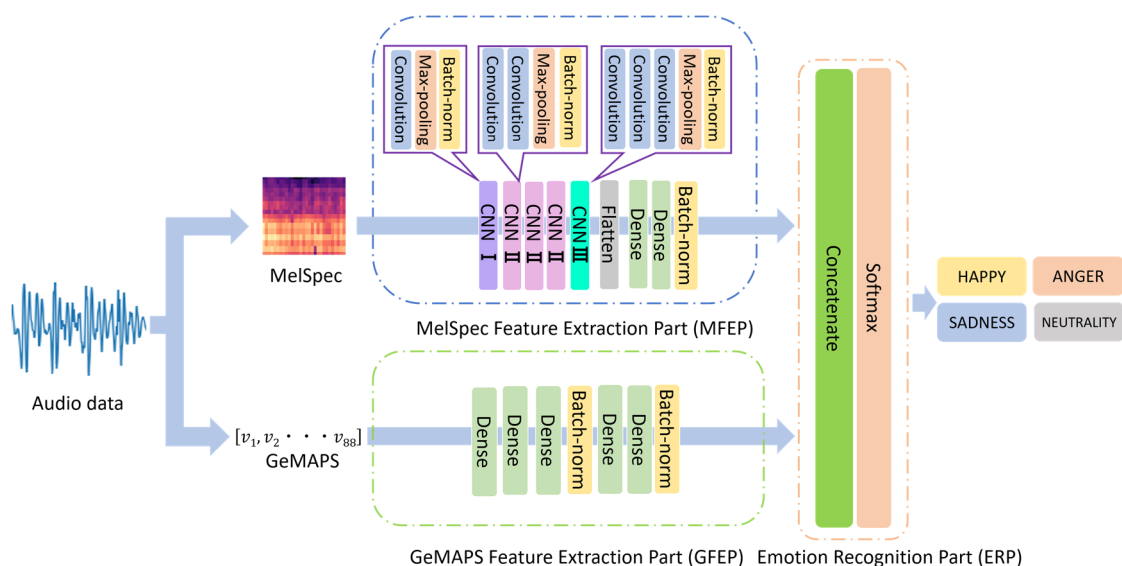 Convolution
Max-pooling
Batch-norm
Convolution
Convolution
Max-pooling
Batch-norm
Convolution
Convolution
Convolution
Max-pooling
Batch-norm
MelSpec
CNN Ⅰ
CNN Ⅱ
CNN Ⅱ
CNN Ⅱ
CNN Ⅲ
Flatten
Dense
Dense
Batch-norm
MelSpec Feature Extraction Part (MFEP)
Audio data
[v₁, v₂ · · · v₈₈]
GeMAPS
Dense
Dense
Dense
Batch-norm
Dense
Dense
Batch-norm
GeMAPS Feature Extraction Part (GFEP)
Concatenate
Softmax
Emotion Recognition Part (ERP)
HAPPY
ANGER
SADNESS
NEUTRALITY